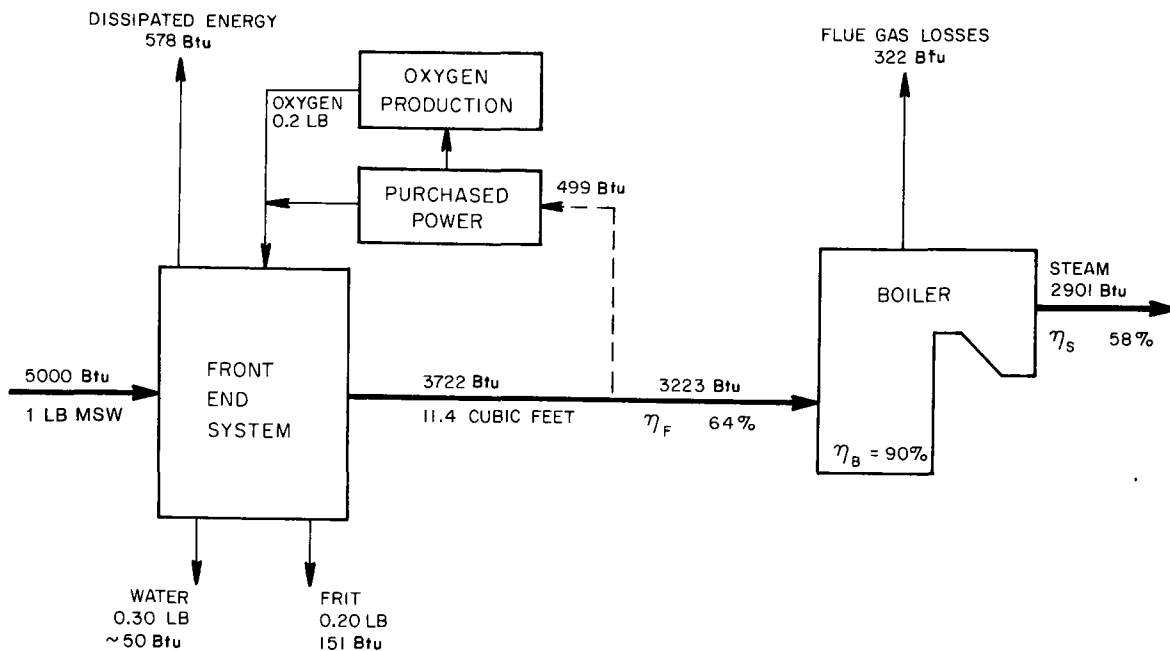 DISSIPATED ENERGY
578 Btu
OXYGEN
PRODUCTION
OXYGEN
0.2 LB
PURCHASED
POWER
499 Btu
FLUE GAS LOSSES
322 Btu
BOILER
STEAM
2901 Btu
ηS 58%
5000 Btu
1 LB MSW
FRONT
END
SYSTEM
3722 Btu
11.4 CUBIC FEET
3223 Btu
ηF 64%
ηB = 90%
WATER
0.30 LB
~50 Btu
FRIT
0.20 LB
151 Btu